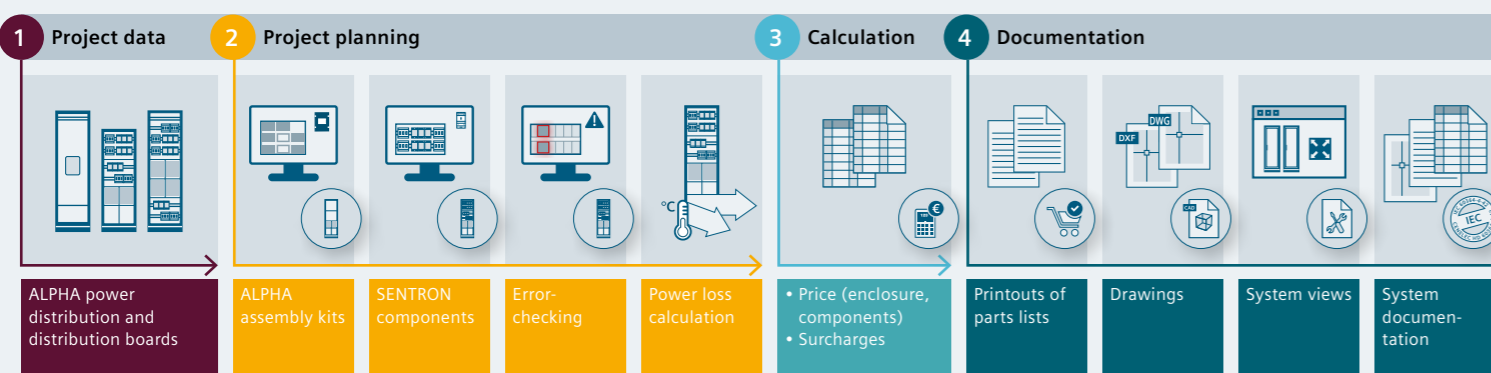 1 Project data
2 Project planning
3 Calculation
4 Documentation
°C
€
DXF
DWG
CAD
IEC
ALPHA power
distribution and
distribution boards
ALPHA
assembly kits
SENTRON
components
Error-
checking
Power loss
calculation
• Price (enclosure,
components)
• Surcharges
Printouts of
parts lists
Drawings
System views
System
documen-
tation